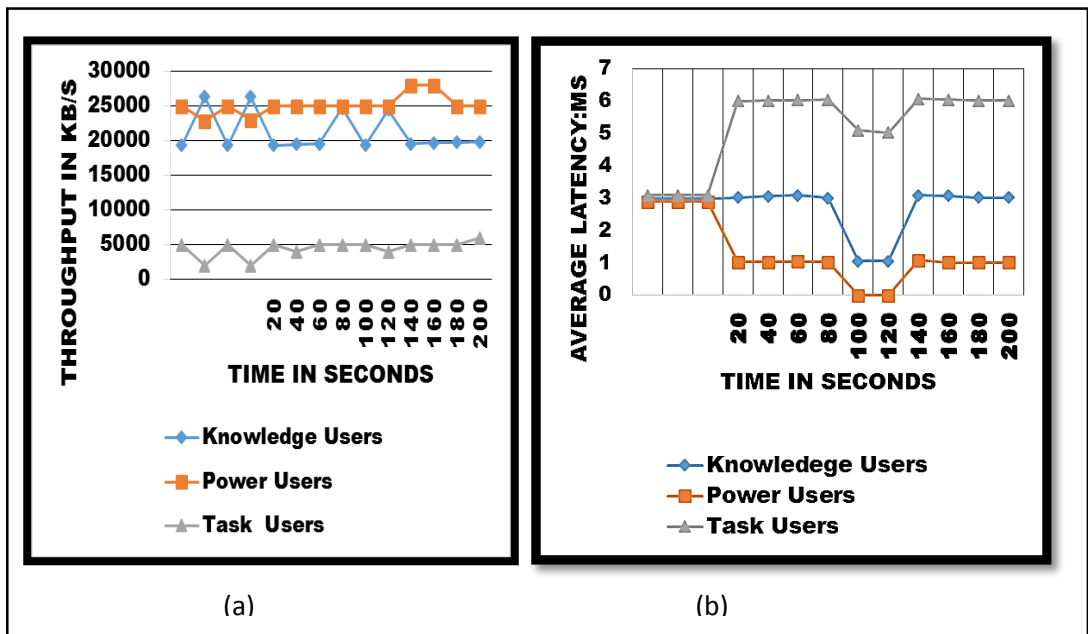 THROUGHPUT IN KB/S
30000
25000
20000
15000
10000
5000
0
20 40 60 80 100 120 140 160 180 200
TIME IN SECONDS
Knowledge Users
Power Users
Task Users
(a)
AVERAGE LATENCY:MS
7
6
5
4
3
2
1
0
20 40 60 80 100 120 140 160 180 200
TIME IN SECONDS
Knowledege Users
Power Users
Task Users
(b)